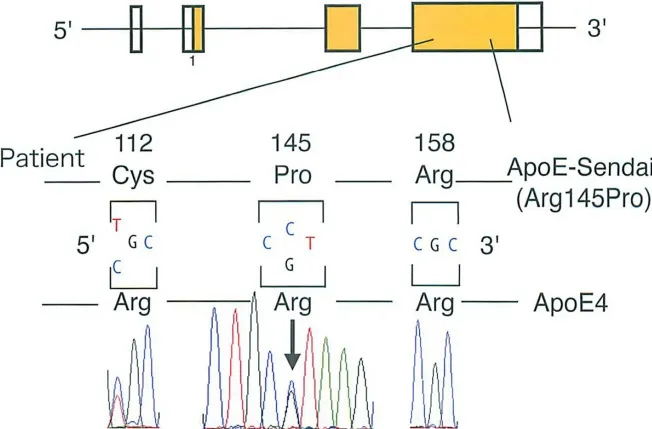 5' 3'
1
Patient 112 145 158
Cys Pro Arg ApoE-Sendai
(Arg145Pro)
T C
5' G C C T C G C 3'
C G
Arg Arg Arg ApoE4